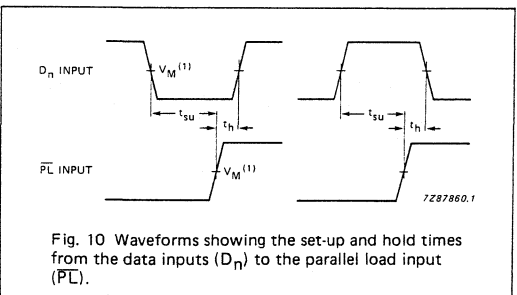 Dn INPUT
VM(1)
tsu
th
tsu
th
PL INPUT
VM(1)
7Z87860.1
Fig. 10 Waveforms showing the set-up and hold times
from the data inputs (Dn) to the parallel load input
(PL).